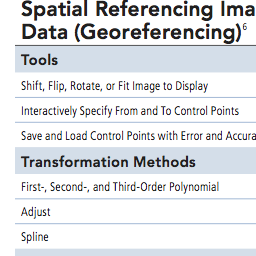 Spatial Referencing Ima
Data (Georeferencing)6
Tools
Shift, Flip, Rotate, or Fit Image to Display
Interactively Specify From and To Control Points
Save and Load Control Points with Error and Accura
Transformation Methods
First-, Second-, and Third-Order Polynomial
Adjust
Spline